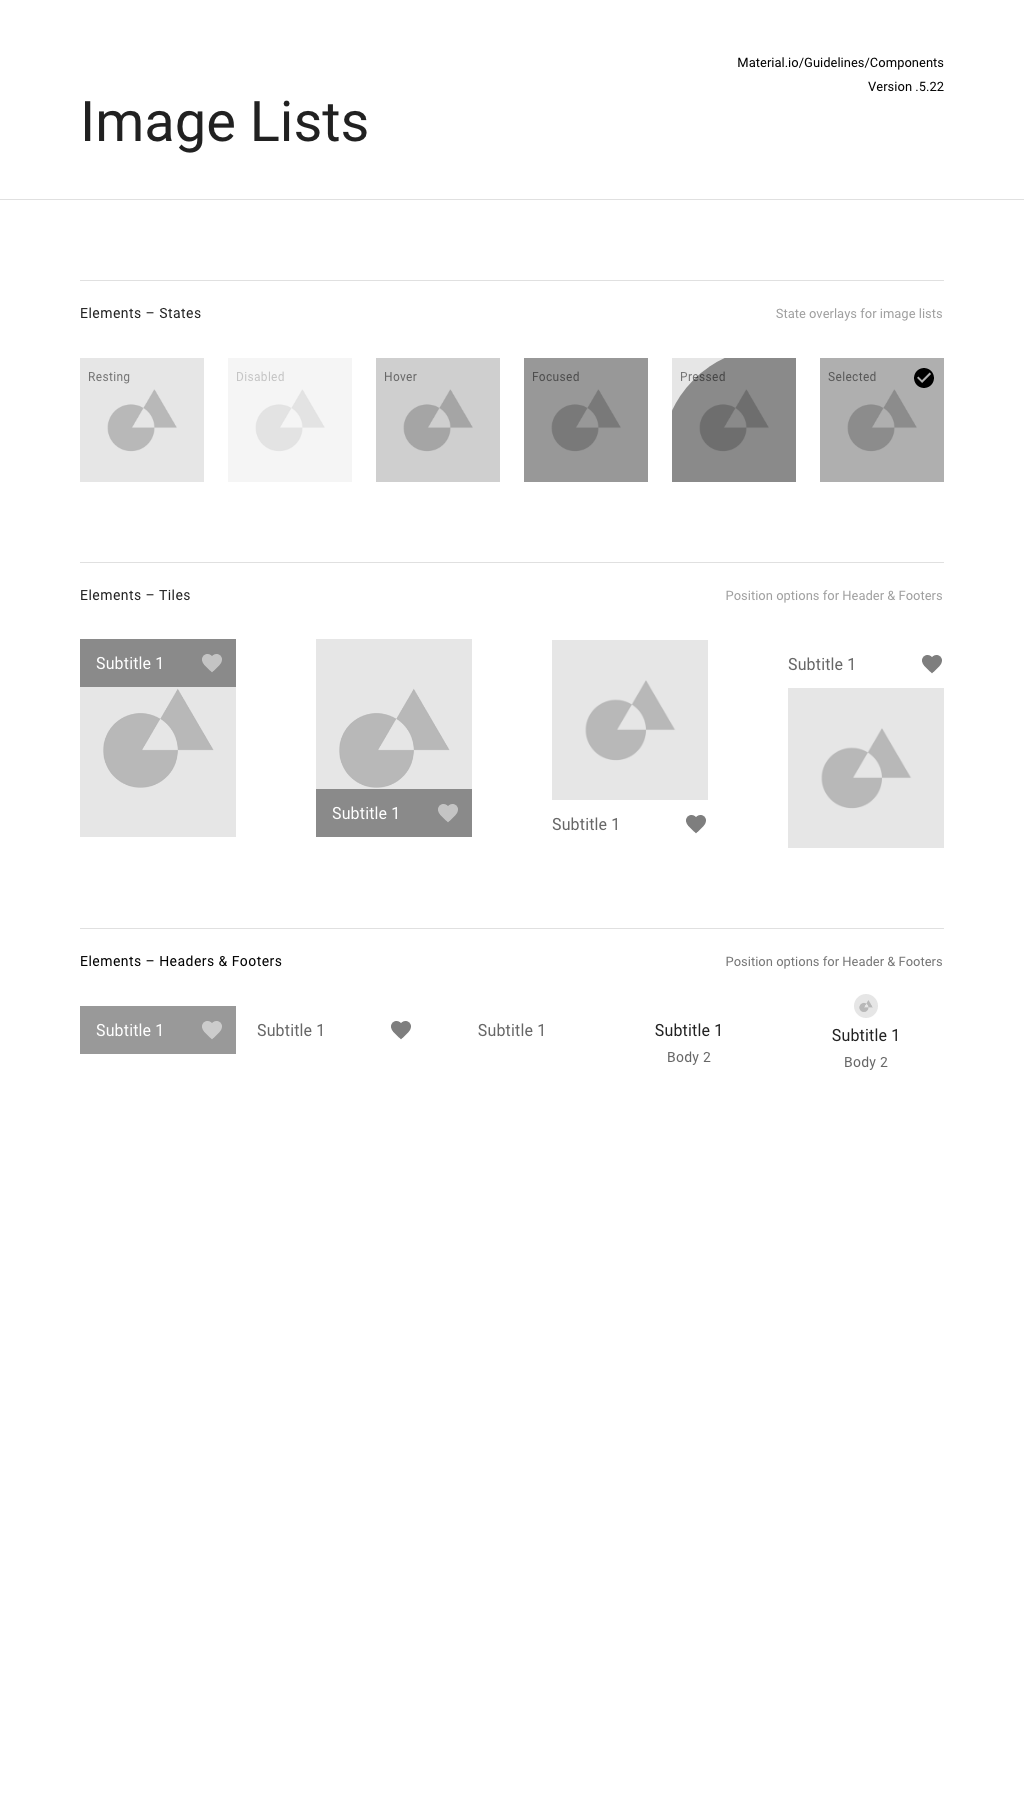 Material.io/Guidelines/Components
Version .5.22
Image Lists
Elements – States
State overlays for image lists
Resting
Disabled
Hover
Focused
Pressed
Selected
Elements – Tiles
Position options for Header & Footers
Subtitle 1
Subtitle 1
Subtitle 1
Subtitle 1
Elements – Headers & Footers
Position options for Header & Footers
Subtitle 1
Subtitle 1
Subtitle 1
Subtitle 1
Body 2
Subtitle 1
Body 2